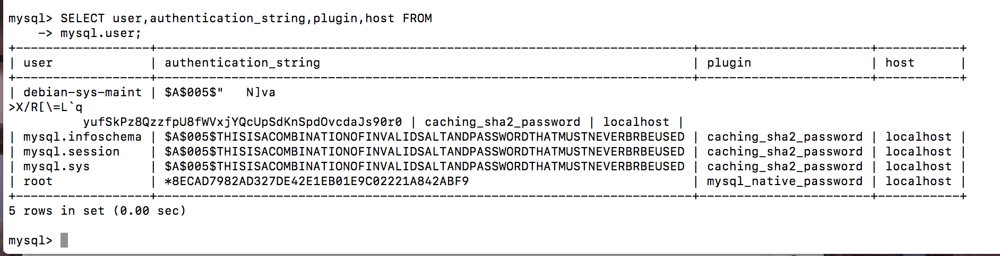 mysql> SELECT user,authentication_string,plugin,host FROM
    -> mysql.user;
+------------------+------------------------------------------------------------------------+-----------------------+-----------+
| user             | authentication_string                                                  | plugin                | host      |
+------------------+------------------------------------------------------------------------+-----------------------+-----------+
| debian-sys-maint | $A$005$"   N]va
>X/R[\=L`q
          yufSkPz8QzzfpU8fWVxjYQcUpSdKnSpdOvcdaJs90r0 | caching_sha2_password | localhost |
| mysql.infoschema | $A$005$THISISACOMBINATIONOFINVALIDSALTANDPASSWORDTHATMUSTNEVERBRBEUSED | caching_sha2_password | localhost |
| mysql.session    | $A$005$THISISACOMBINATIONOFINVALIDSALTANDPASSWORDTHATMUSTNEVERBRBEUSED | caching_sha2_password | localhost |
| mysql.sys        | $A$005$THISISACOMBINATIONOFINVALIDSALTANDPASSWORDTHATMUSTNEVERBRBEUSED | caching_sha2_password | localhost |
| root             | *8ECAD7982AD327DE42E1EB01E9C02221A842ABF9                              | mysql_native_password | localhost |
+------------------+------------------------------------------------------------------------+-----------------------+-----------+
5 rows in set (0.00 sec)
mysql>